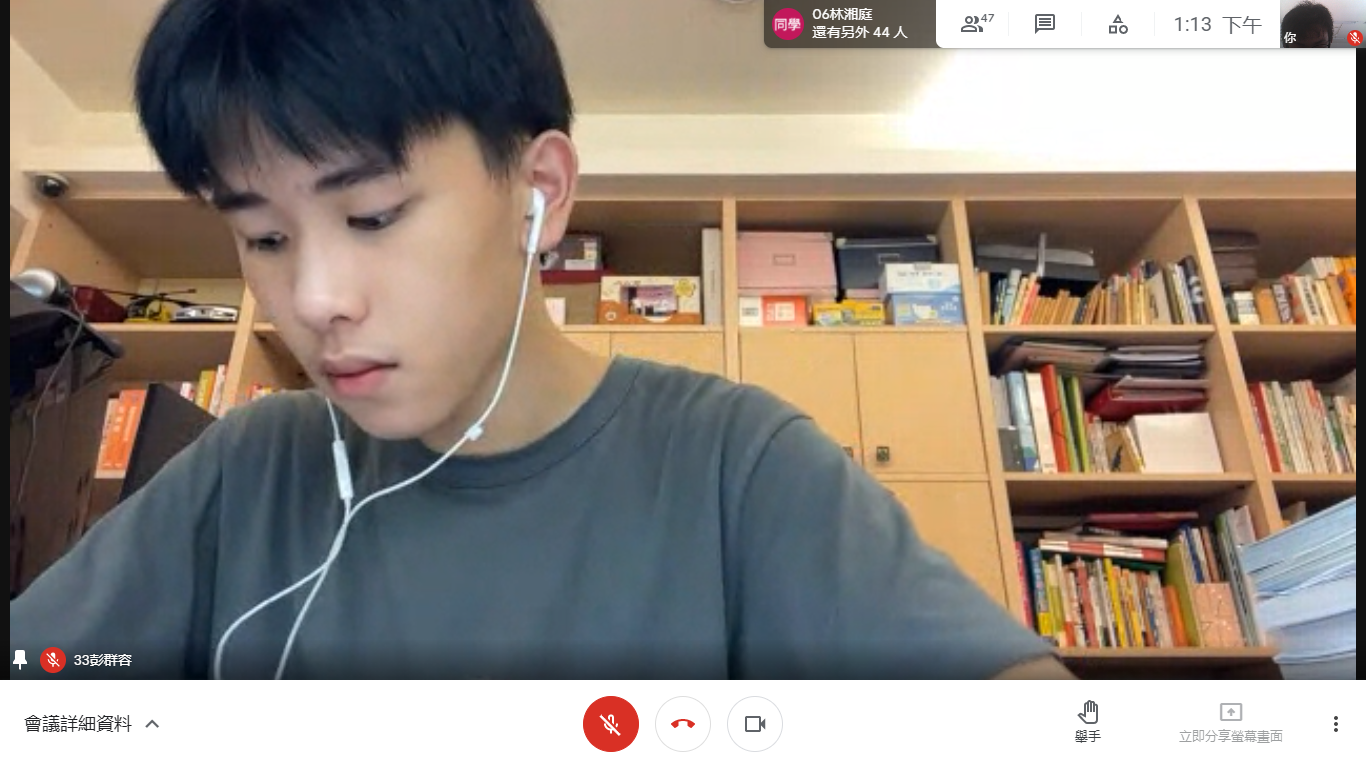 同學
06林湘庭
還有另外 44 人
47
1:13 下午
你
33彭群容
會議詳細資料
舉手
立即分享螢幕畫面